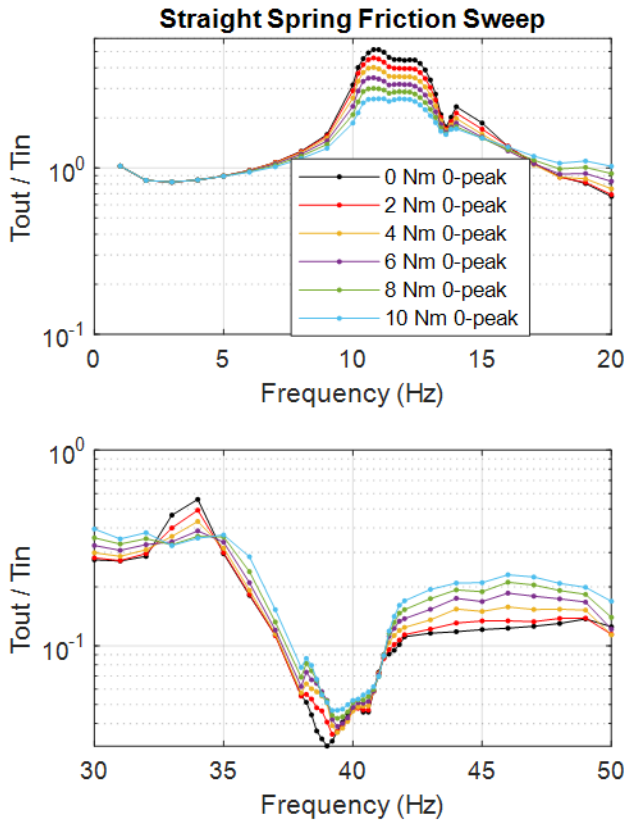 Straight Spring Friction Sweep
Tout / Tin
10^0
10^-1
0 Nm 0-peak
2 Nm 0-peak
4 Nm 0-peak
6 Nm 0-peak
8 Nm 0-peak
10 Nm 0-peak
0 5 10 15 20
Frequency (Hz)
Tout / Tin
10^0
10^-1
30 35 40 45 50
Frequency (Hz)